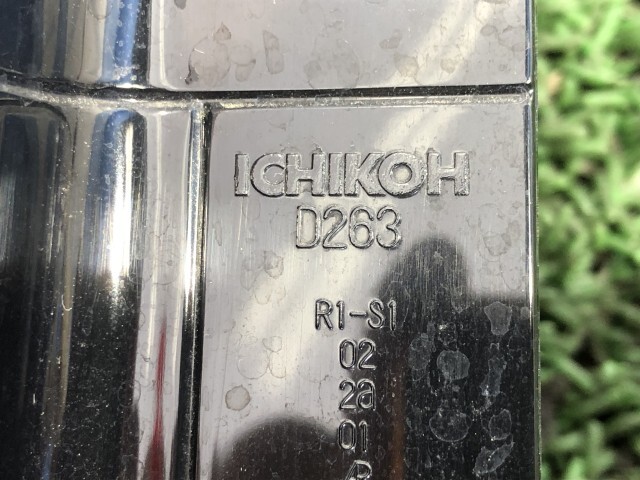 ICHIKOH
D263
R1-S1
02
2a
01